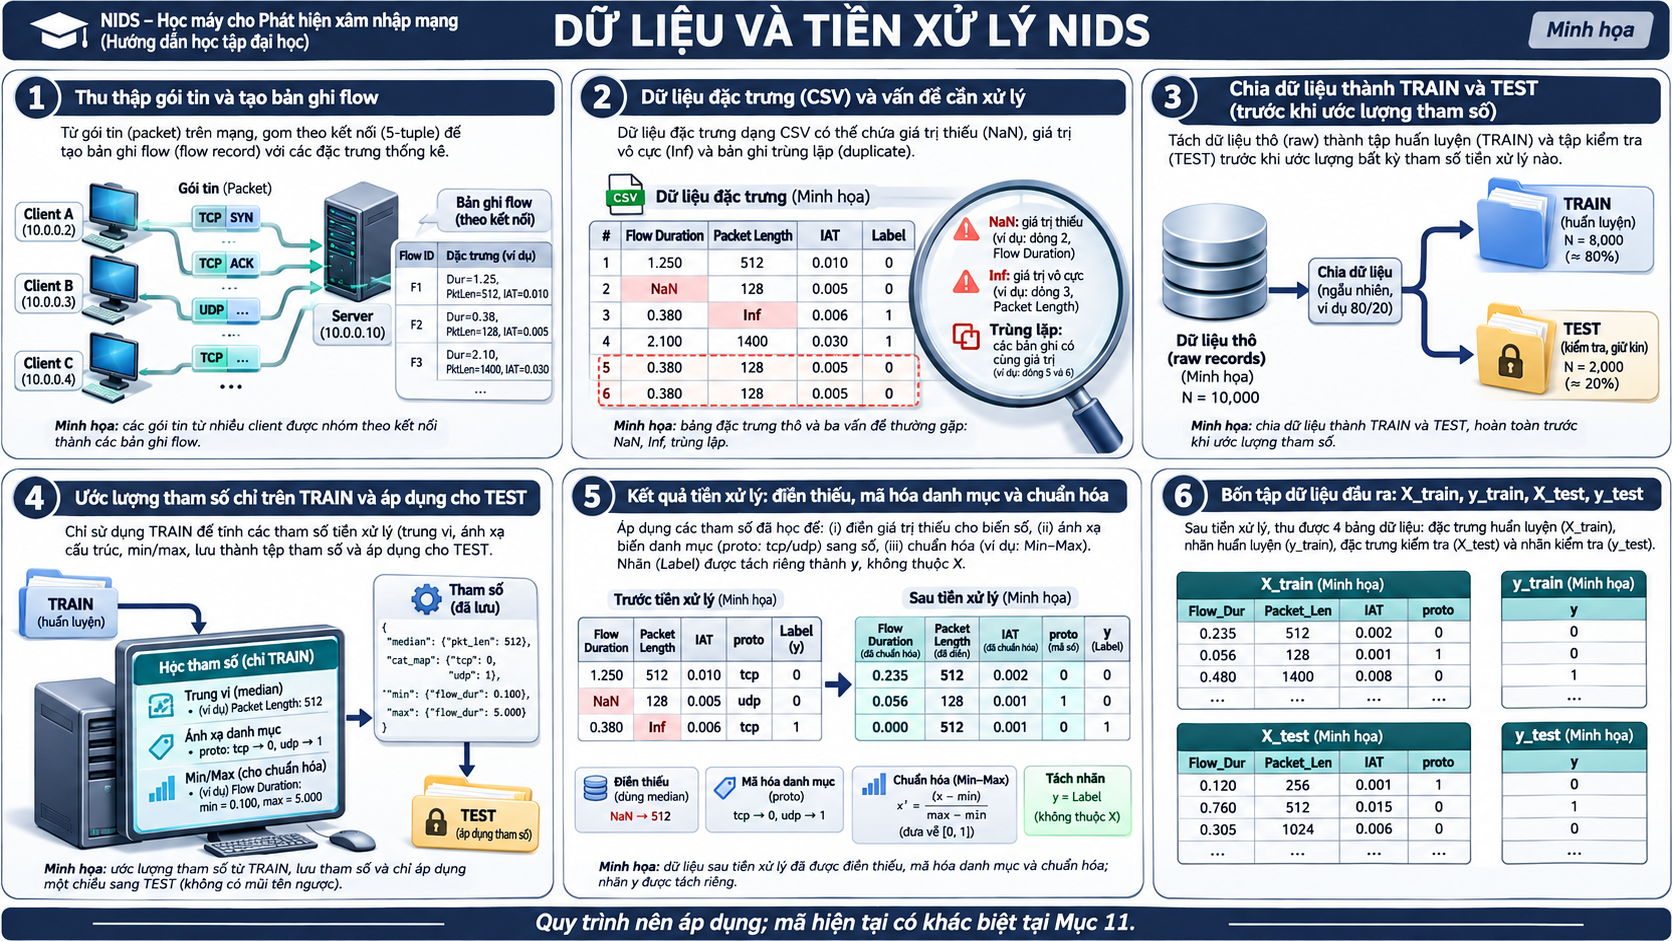 NIDS – Học máy cho Phát hiện xâm nhập mạng
(Hướng dẫn học tập đại học)
DỮ LIỆU VÀ TIỀN XỬ LÝ NIDS
Minh họa
1
Thu thập gói tin và tạo bản ghi flow
Từ gói tin (packet) trên mạng, gom theo kết nối (5-tuple) để
tạo bản ghi flow (flow record) với các đặc trưng thống kê.
Gói tin (Packet)
Client A
(10.0.0.2)
Client B
(10.0.0.3)
Client C
(10.0.0.4)
TCP SYN
...
TCP ACK
...
UDP ...
...
TCP ...
...
Server
(10.0.0.10)
Bản ghi flow
(theo kết nối)
Flow ID Đặc trưng (ví dụ)
F1 Dur=1.25,
PktLen=512, IAT=0.010
F2 Dur=0.38,
PktLen=128, IAT=0.005
F3 Dur=2.10,
PktLen=1400, IAT=0.030
...
Minh họa: các gói tin từ nhiều client được nhóm theo kết nối
thành các bản ghi flow.
2
Dữ liệu đặc trưng (CSV) và vấn đề cần xử lý
Dữ liệu đặc trưng dạng CSV có thể chứa giá trị thiếu (NaN), giá trị
vô cực (Inf) và bản ghi trùng lặp (duplicate).
CSV
Dữ liệu đặc trưng (Minh họa)
# Flow Duration Packet Length IAT Label
1 1.250 512 0.010 0
2 NaN 128 0.005 0
3 0.380 Inf 0.006 1
4 2.100 1400 0.030 1
5 0.380 128 0.005 0
6 0.380 128 0.005 0
NaN: giá trị thiếu
(ví dụ: dòng 2,
Flow Duration)
Inf: giá trị vô cực
(ví dụ: dòng 3,
Packet Length)
Trùng lặp:
các bản ghi có
cùng giá trị
(ví dụ: dòng 5 và 6)
Minh họa: bảng đặc trưng thô và ba vấn đề thường gặp:
NaN, Inf, trùng lặp.
3
Chia dữ liệu thành TRAIN và TEST
(trước khi ước lượng tham số)
Tách dữ liệu thô (raw) thành tập huấn luyện (TRAIN) và tập kiểm tra
(TEST) trước khi ước lượng bất kỳ tham số tiền xử lý nào.
Dữ liệu thô
(raw records)
(Minh họa)
N = 10,000
Chia dữ liệu
(ngẫu nhiên,
ví dụ 80/20)
TRAIN
(huấn luyện)
N = 8,000
(≈ 80%)
TEST
(kiểm tra, giữ kín)
N = 2,000
(≈ 20%)
Minh họa: chia dữ liệu thành TRAIN và TEST, hoàn toàn trước
khi ước lượng tham số.
4
Ước lượng tham số chỉ trên TRAIN và áp dụng cho TEST
Chỉ sử dụng TRAIN để tính các tham số tiền xử lý (trung vị, ánh xạ
cấu trúc, min/max, lưu thành tệp tham số và áp dụng cho TEST.
TRAIN
(huấn luyện)
Học tham số (chỉ TRAIN)
Trung vị (median)
• (ví dụ) Packet Length: 512
Ánh xạ danh mục
• proto: tcp → 0, udp → 1
Min/Max (cho chuẩn hóa)
• (ví dụ) Flow Duration:
min = 0.100, max = 5.000
Tham số
(đã lưu)
{
"median": {"pkt_len": 512},
"cat_map": {"tcp": 0,
"udp": 1},
"min": {"flow_dur": 0.100},
"max": {"flow_dur": 5.000}
}
TEST
(áp dụng tham số)
Minh họa: ước lượng tham số từ TRAIN, lưu tham số và chỉ áp dụng
một chiều sang TEST (không có mũi tên ngược).
5
Kết quả tiền xử lý: điền thiếu, mã hóa danh mục và chuẩn hóa
Áp dụng các tham số đã học để: (i) điền giá trị thiếu cho biến số, (ii) ánh xạ
biến danh mục (proto: tcp/udp) sang số, (iii) chuẩn hóa (ví dụ: Min–Max).
Nhãn (Label) được tách riêng thành y, không thuộc X.
Trước tiền xử lý (Minh họa)
Flow Duration Packet Length IAT proto Label (y)
1.250 512 0.010 tcp 0
NaN 128 0.005 udp 0
0.380 Inf 0.006 tcp 1
Sau tiền xử lý (Minh họa)
Flow Duration (đã chuẩn hóa) Packet Length (đã điền) IAT (đã chuẩn hóa) proto (mã số) y (Label)
0.235 512 0.002 0 0
0.056 128 0.001 1 0
0.000 512 0.001 0 1
Điền thiếu
(dùng median)
NaN → 512
Mã hóa danh mục
(proto)
tcp → 0, udp → 1
Chuẩn hóa (Min–Max)
x' = (x − min)
max − min
(đưa về [0, 1])
Tách nhãn
y = Label
(không thuộc X)
Minh họa: dữ liệu sau tiền xử lý đã được điền thiếu, mã hóa danh mục và chuẩn hóa;
nhãn y được tách riêng.
6
Bốn tập dữ liệu đầu ra: X_train, y_train, X_test, y_test
Sau tiền xử lý, thu được 4 bảng dữ liệu: đặc trưng huấn luyện (X_train),
nhãn huấn luyện (y_train), đặc trưng kiểm tra (X_test) và nhãn kiểm tra (y_test).
X_train (Minh họa)
Flow_Dur Packet_Len IAT proto
0.235 512 0.002 0
0.056 128 0.001 1
0.480 1400 0.008 0
... ... ... ...
y_train (Minh họa)
y
0
0
1
...
X_test (Minh họa)
Flow_Dur Packet_Len IAT proto
0.120 256 0.001 1
0.760 512 0.015 0
0.305 1024 0.006 0
... ... ... ...
y_test (Minh họa)
y
0
1
0
...
Quy trình nên áp dụng; mã hiện tại có khác biệt tại Mục 11.